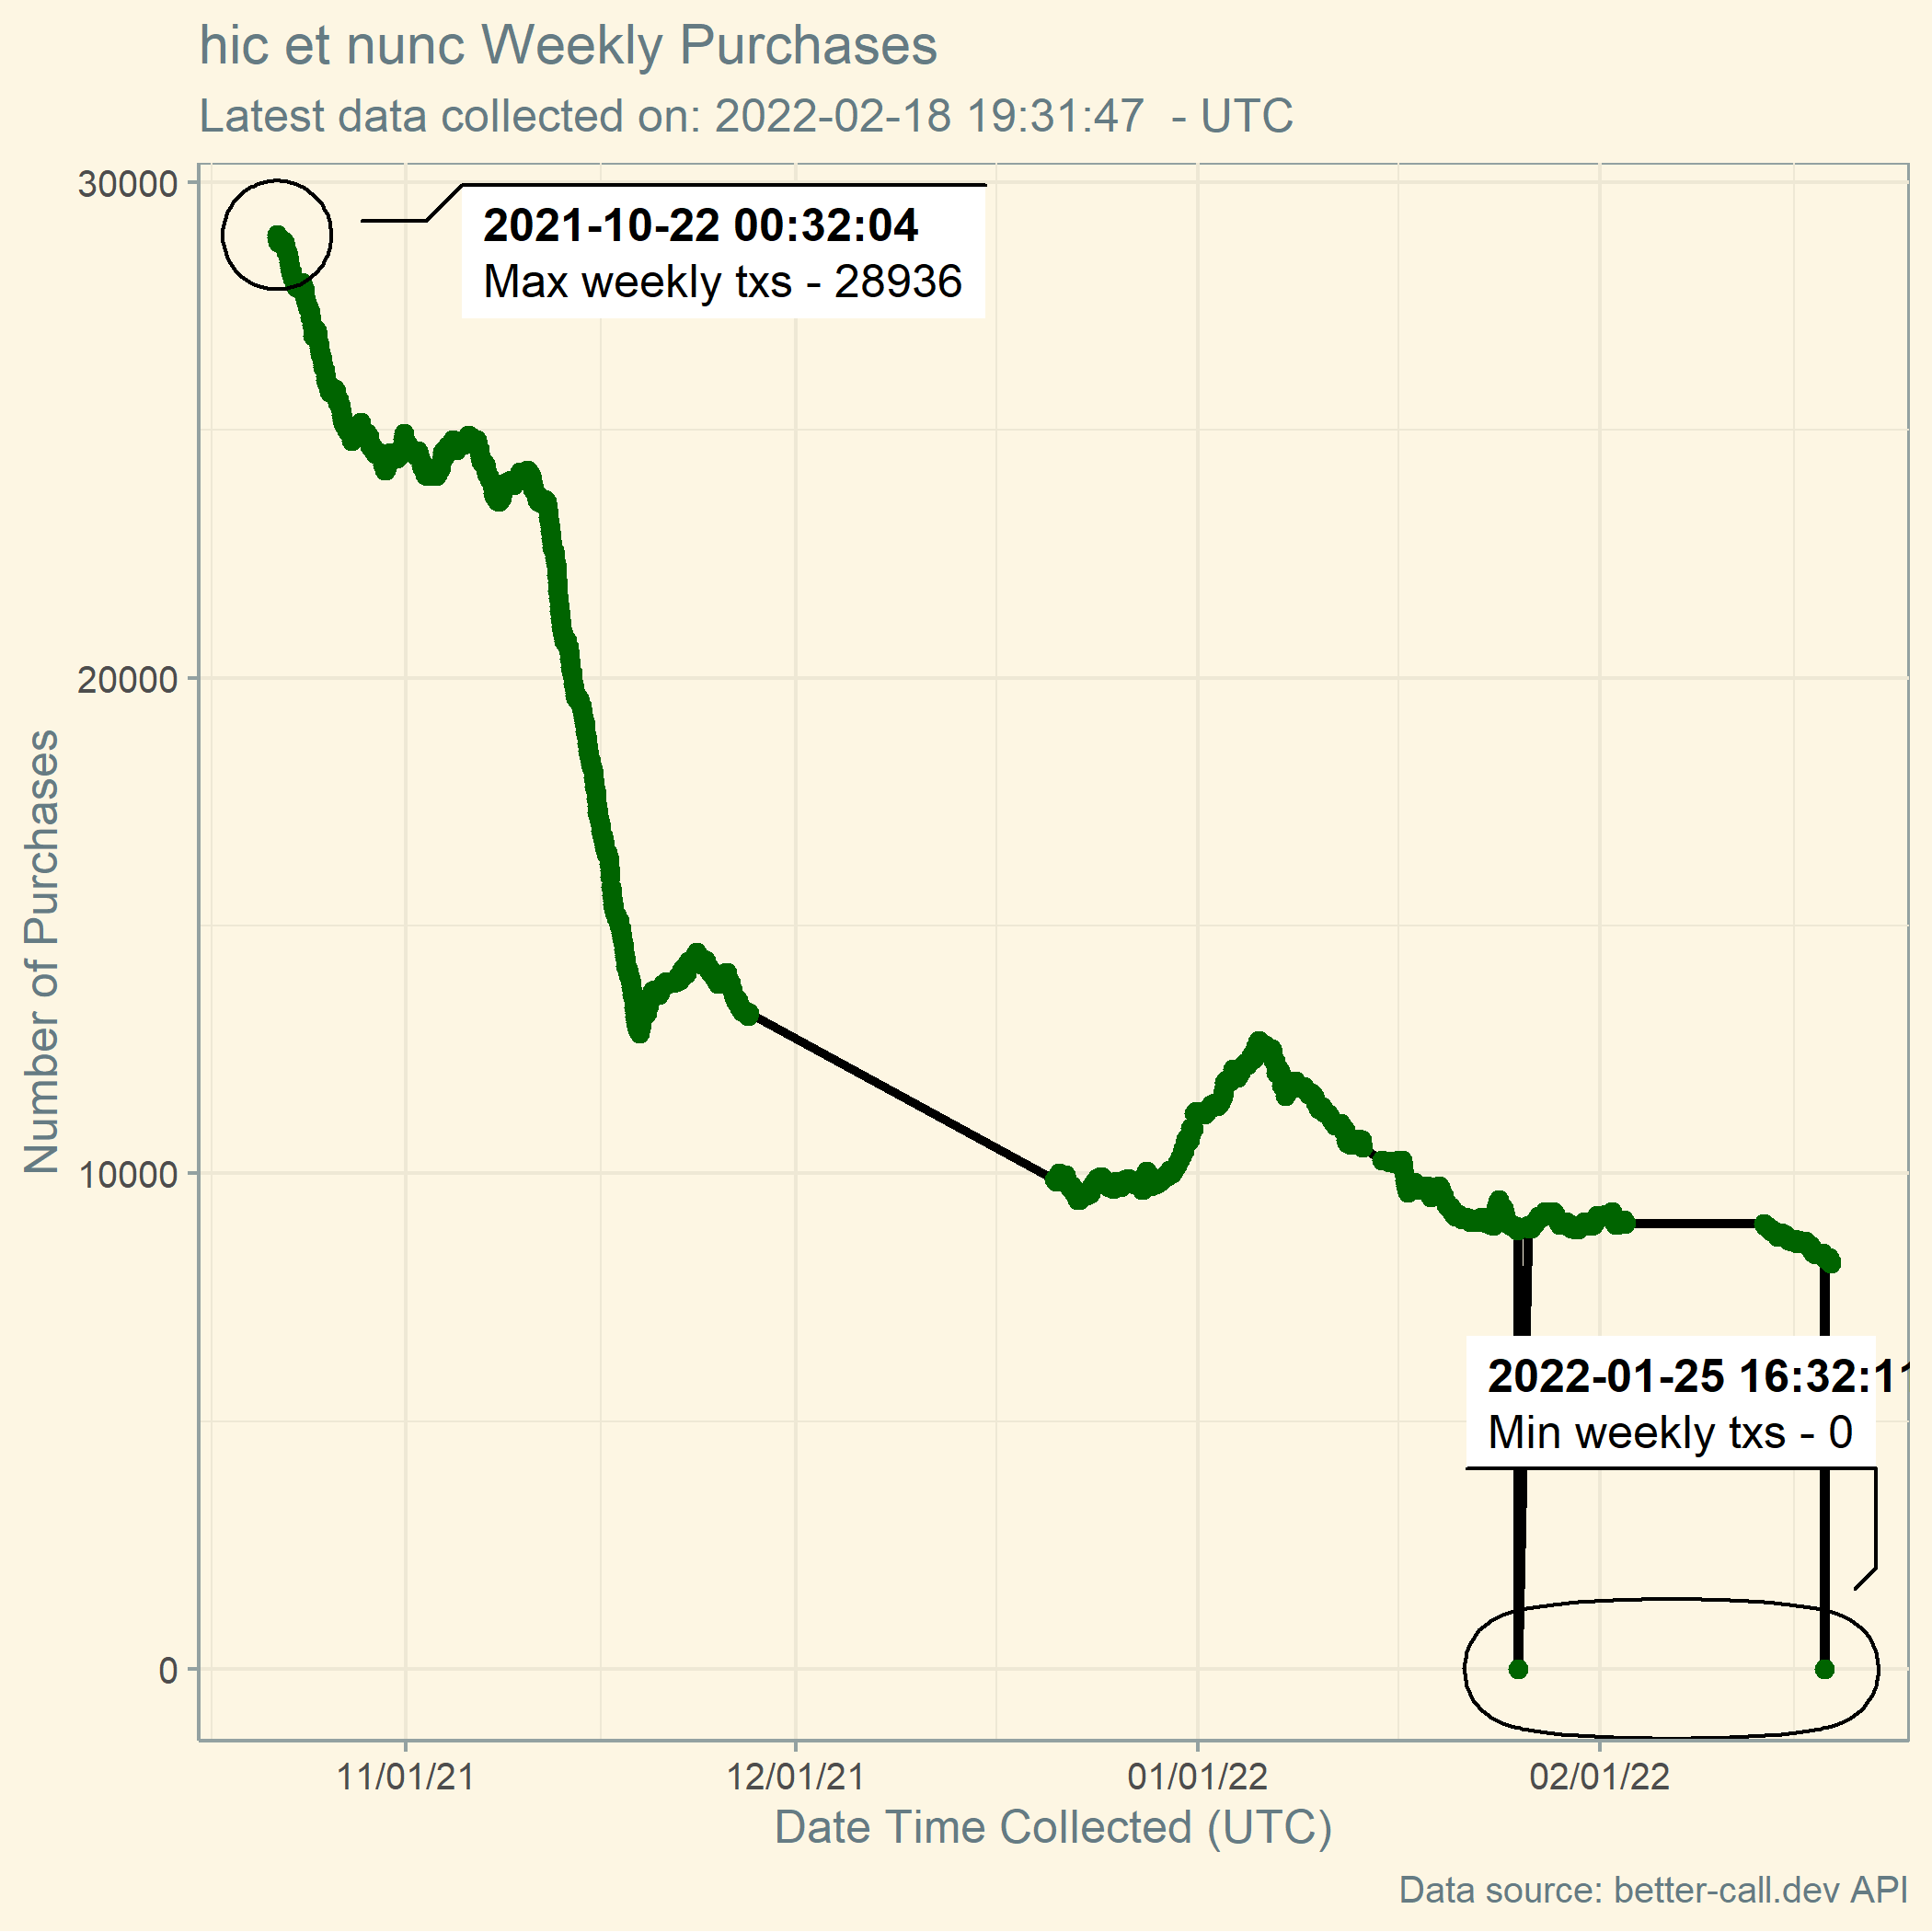 hic et nunc Weekly Purchases
Latest data collected on: 2022-02-18 19:31:47 - UTC
30000
20000
10000
0
Number of Purchases
2021-10-22 00:32:04
Max weekly txs - 28936
2022-01-25 16:32:11
Min weekly txs - 0
11/01/21
12/01/21
01/01/22
02/01/22
Date Time Collected (UTC)
Data source: better-call.dev API